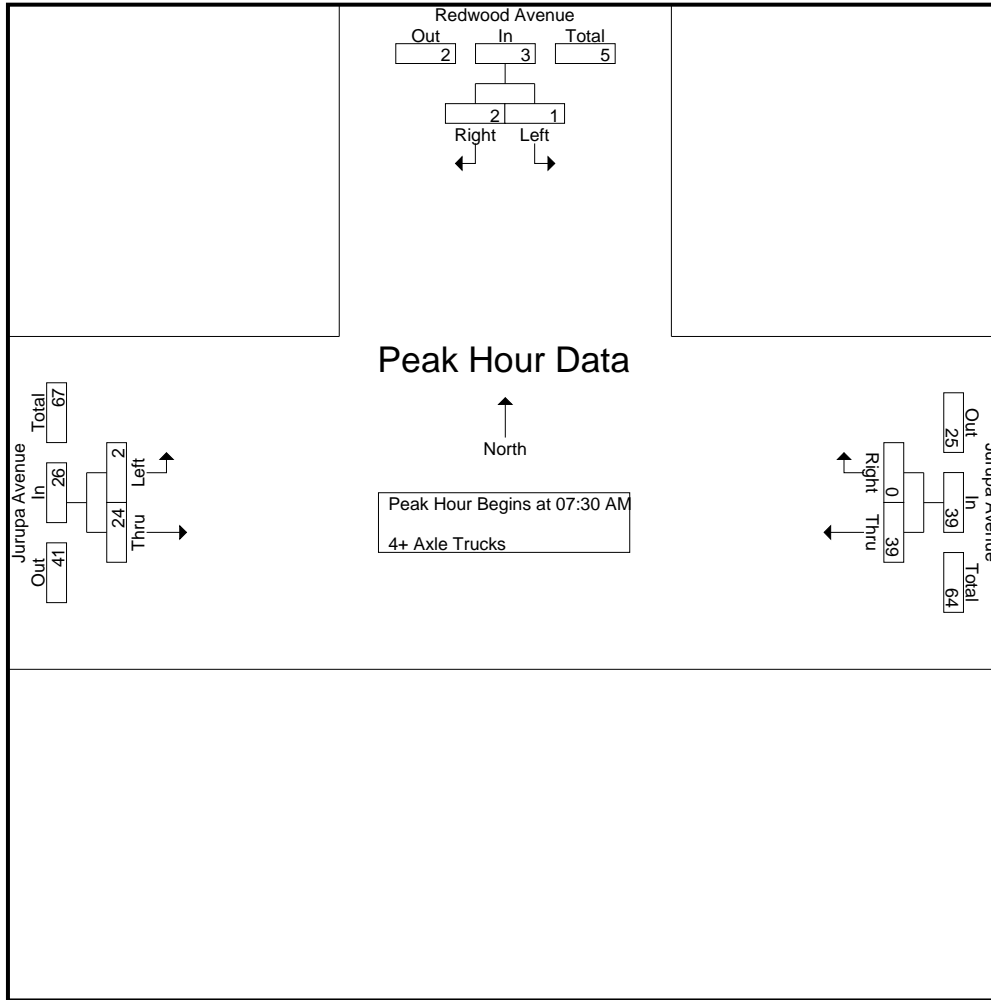 Redwood Avenue
Out In Total
2 3 5
2 1
Right Left
Peak Hour Data
North
Peak Hour Begins at 07:30 AM
4+ Axle Trucks
Jurupa Avenue
Out In Total
41 26 67
24 2
Thru Left
Jurupa Avenue
Out In Total
25 39 64
0 39
Right Thru